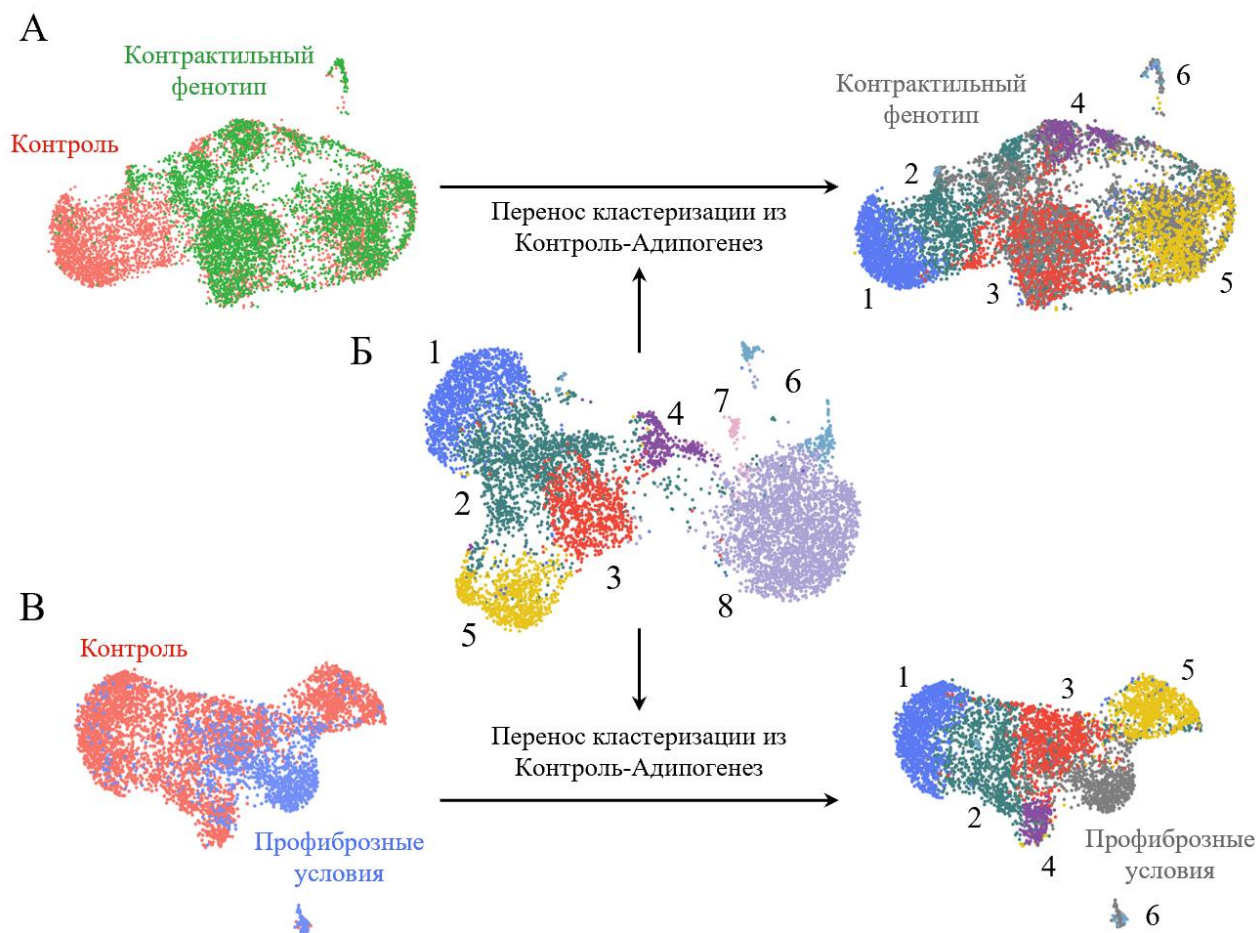 А
Контрактильный
фенотип
Контроль
Перенос кластеризации из
Контроль-Адипогенез
Контрактильный
фенотип
1
2
3
4
5
6
Б
1
2
3
4
5
6
7
8
В
Контроль
Профиброзные
условия
Перенос кластеризации из
Контроль-Адипогенез
1
2
3
4
5
Профиброзные
условия
6